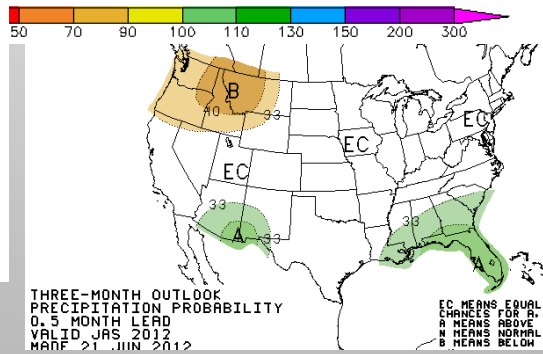 50 70 90 100 110 130 150 200 300
B
40
33
EC
EC
EC
33
33
A
33
A
THREE-MONTH OUTLOOK
PRECIPITATION PROBABILITY
0.5 MONTH LEAD
VALID JAS 2012
MADE 21 JUN 2012
EC MEANS EQUAL
CHANCES FOR A,
A MEANS ABOVE
N MEANS NORMAL
B MEANS BELOW